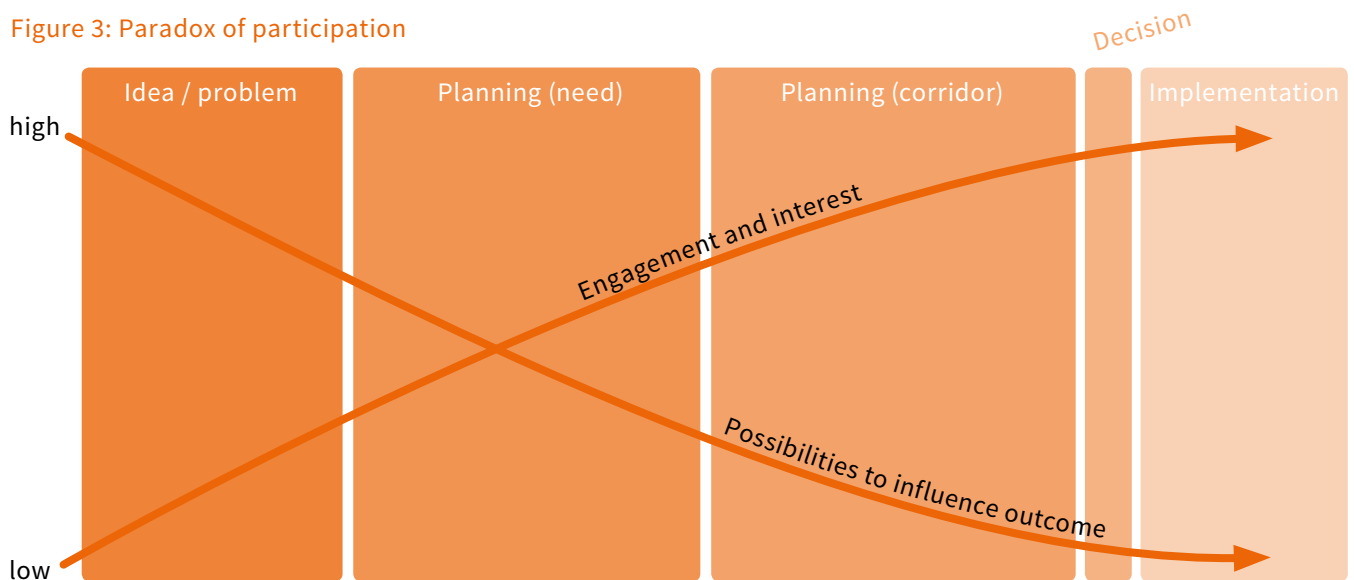 Figure 3: Paradox of participation
Decision
Idea / problem
Planning (need)
Planning (corridor)
Implementation
high
Engagement and interest
Possibilities to influence outcome
low